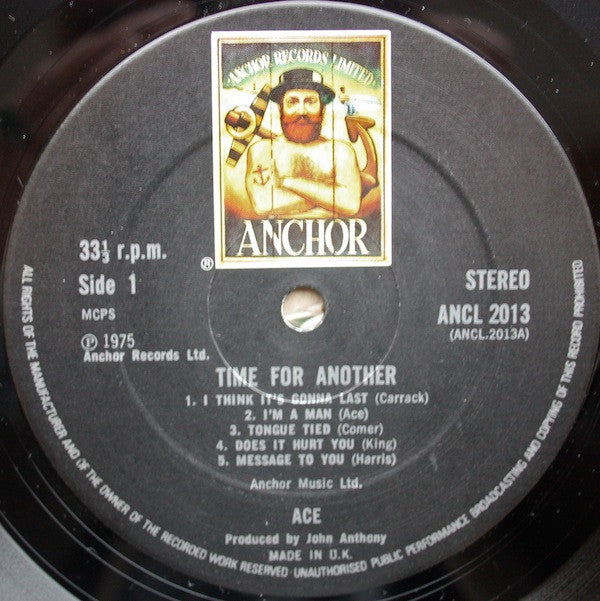 ANCHOR RECORDS LIMITED
ANCHOR
®
33⅓ r.p.m.
Side 1
MCPS
Ⓟ 1975
Anchor Records Ltd.
STEREO
ANCL 2013
(ANCL.2013A)
TIME FOR ANOTHER
1. I THINK IT'S GONNA LAST (Carrack)
2. I'M A MAN (Ace)
3. TONGUE TIED (Comer)
4. DOES IT HURT YOU (King)
5. MESSAGE TO YOU (Harris)
Anchor Music Ltd.
ACE
Produced by John Anthony
MADE IN U.K.
ALL RIGHTS OF THE MANUFACTURER AND OF THE OWNER OF THE RECORDED WORK RESERVED · UNAUTHORISED PUBLIC PERFORMANCE BROADCASTING AND COPYING OF THIS RECORD PROHIBITED